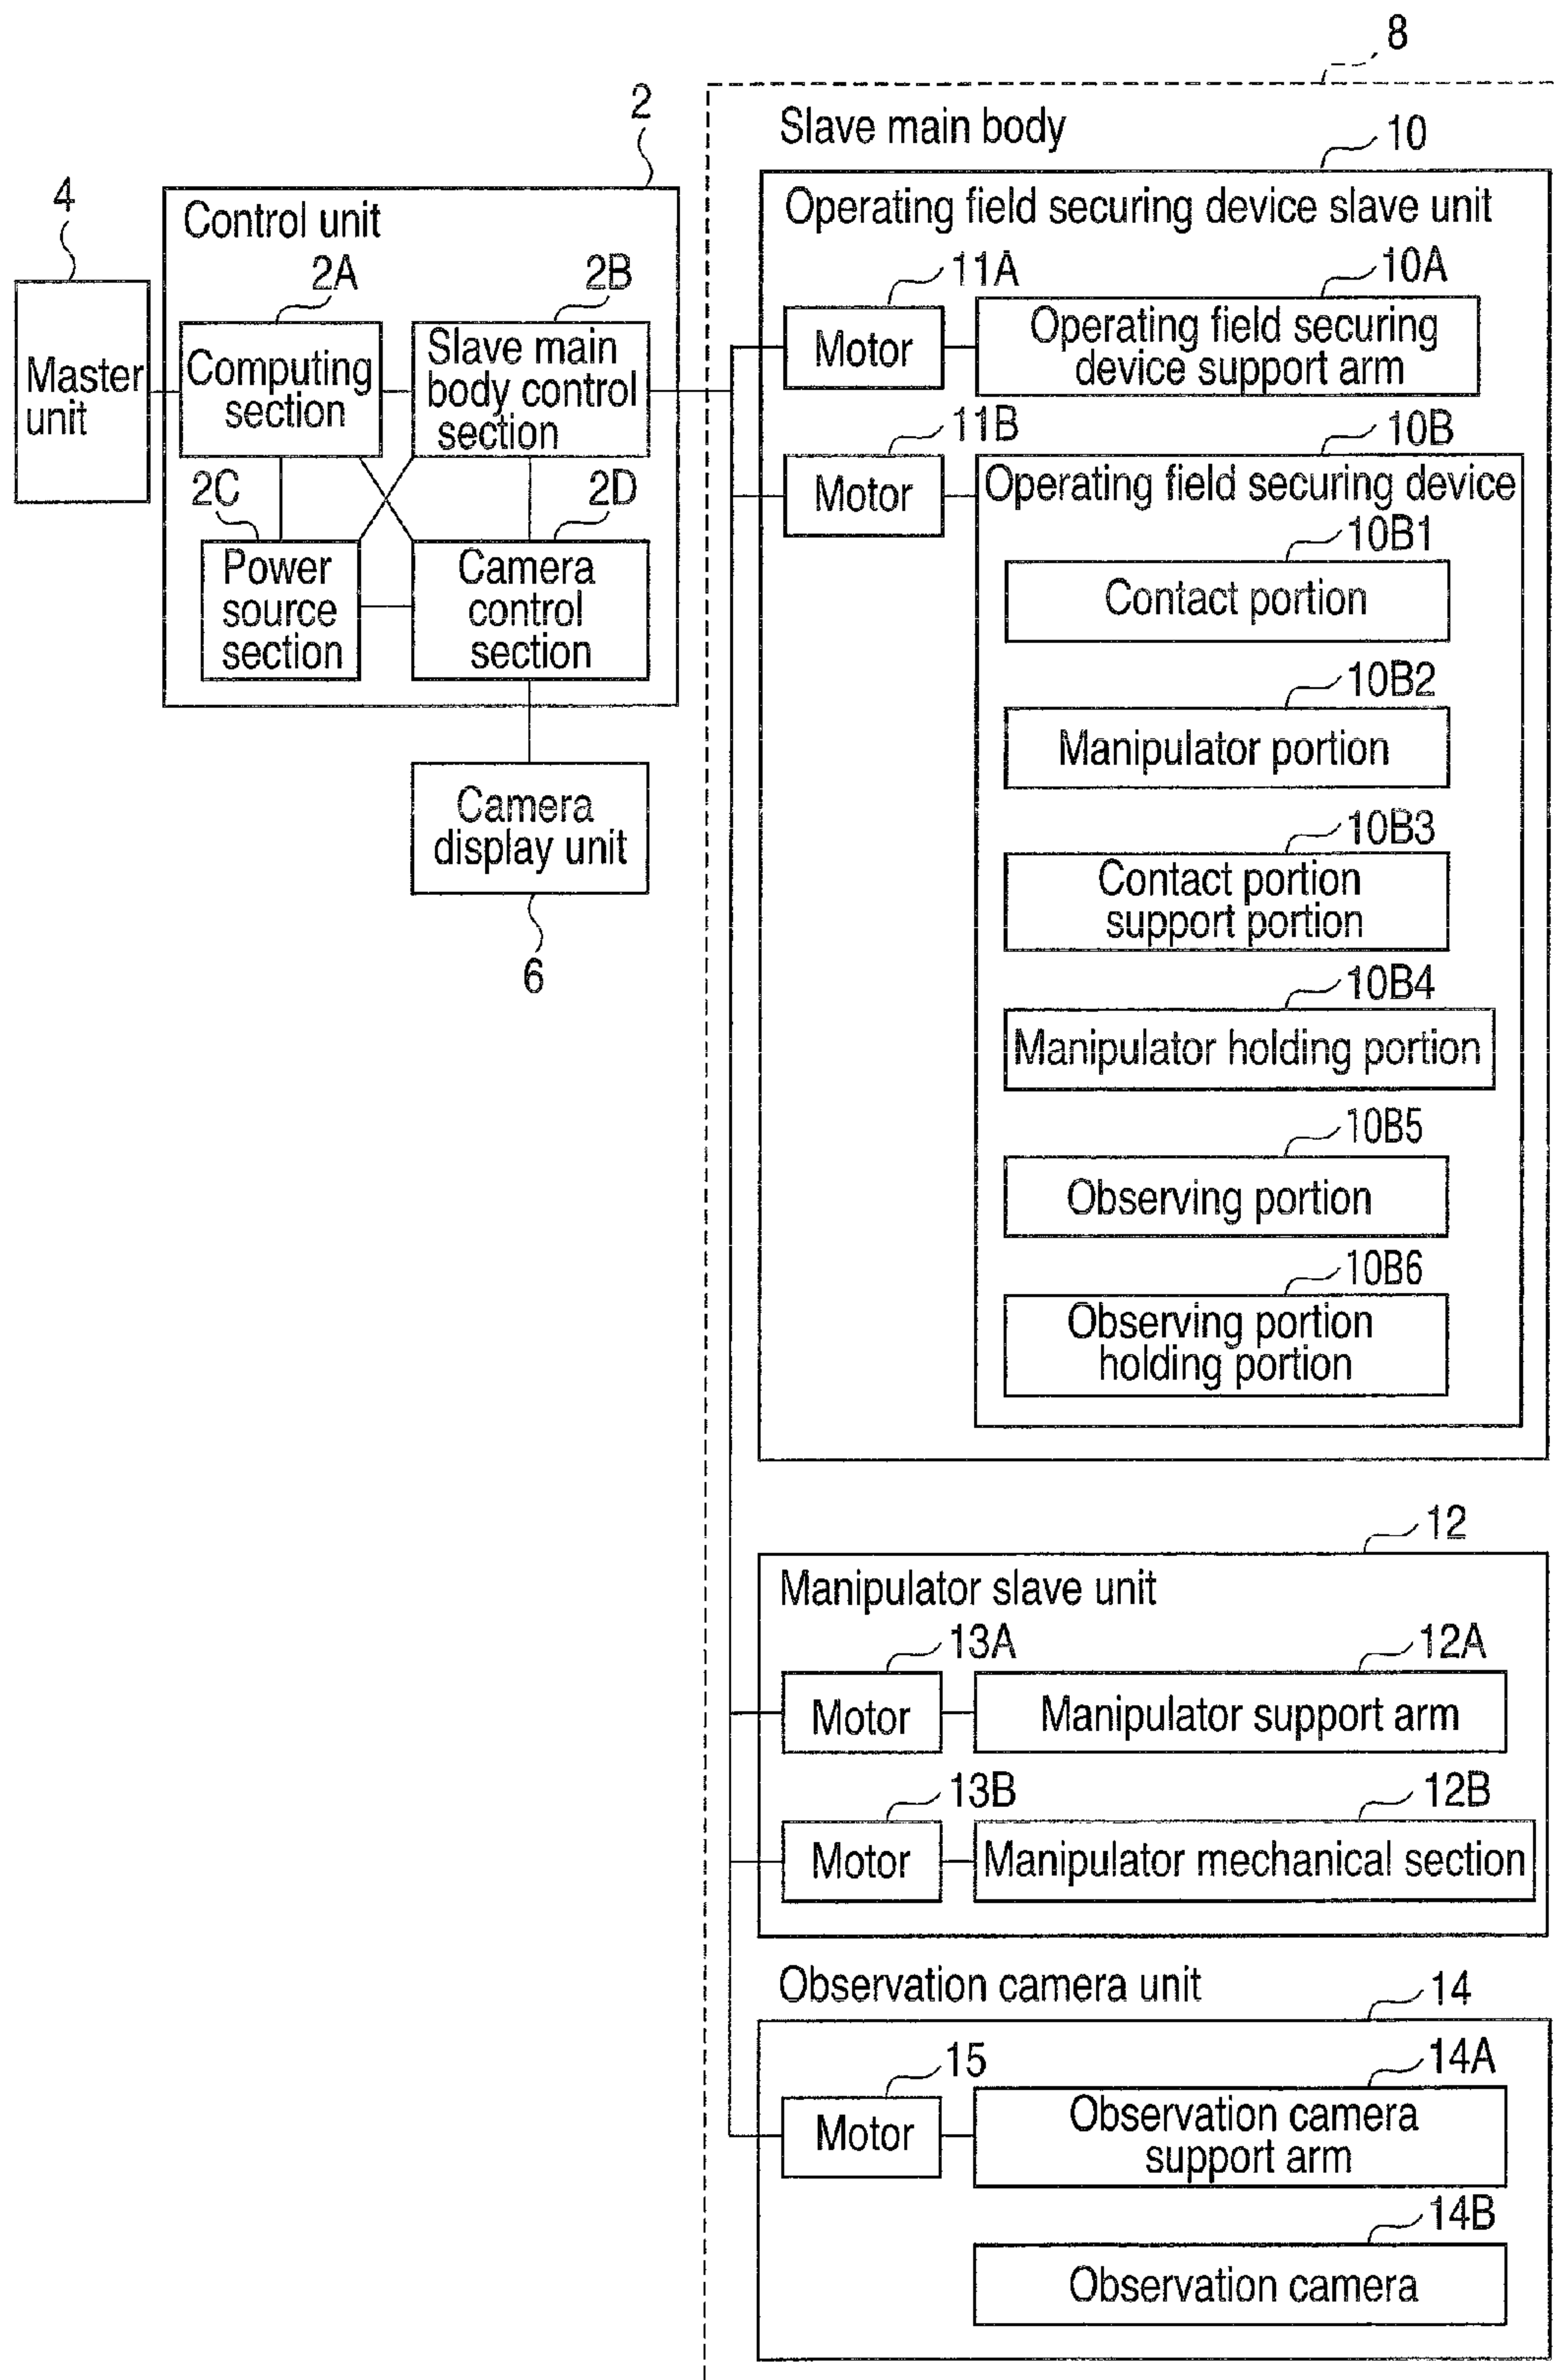 8
2
Slave main body
10
4
Control unit
Operating field securing device slave unit
2A
2B
11A
10A
Master
unit
Computing
section
Slave main
body control
section
Motor
Operating field securing
device support arm
11B
10B
2C
2D
Motor
Operating field securing device
10B1
Power
source
section
Camera
control
section
Contact portion
10B2
Manipulator portion
Camera
display unit
10B3
Contact portion
support portion
6
10B4
Manipulator holding portion
10B5
Observing portion
10B6
Observing portion
holding portion
12
Manipulator slave unit
13A
12A
Motor
Manipulator support arm
13B
12B
Motor
Manipulator mechanical section
Observation camera unit
14
15
14A
Motor
Observation camera
support arm
14B
Observation camera